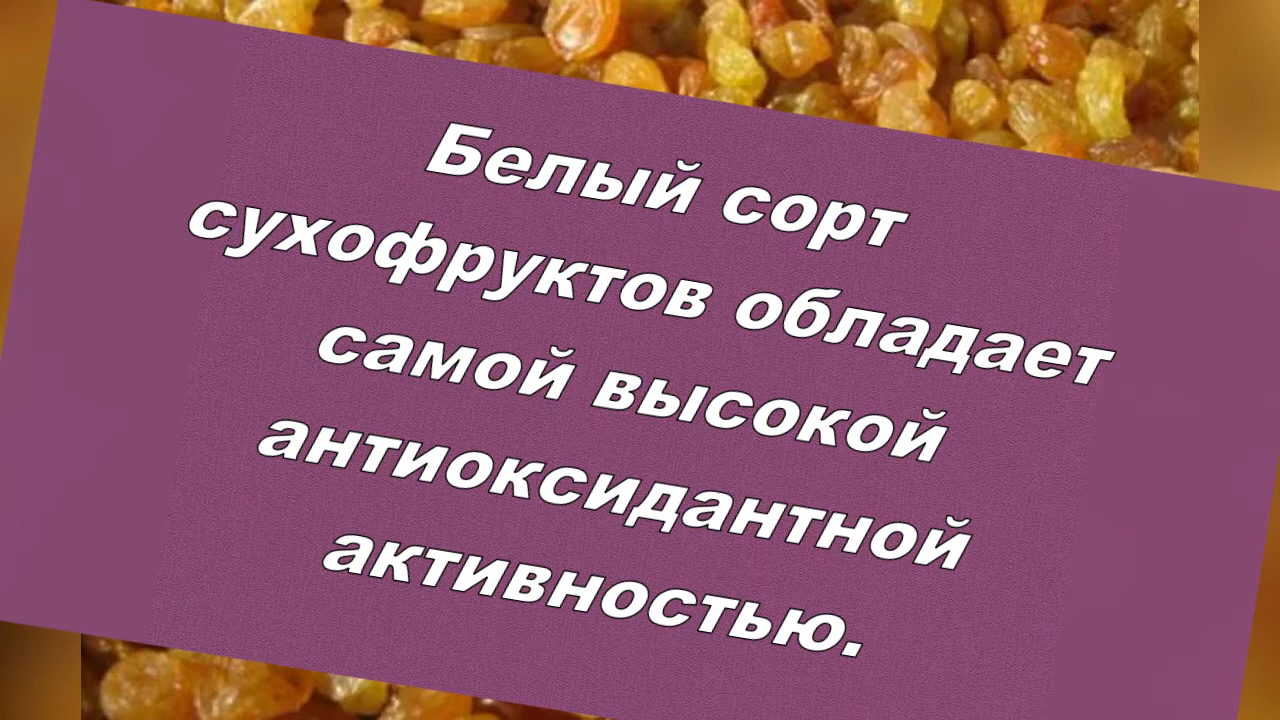 Белый сорт
сухофруктов обладает
самой высокой
антиоксидантной
активностью.